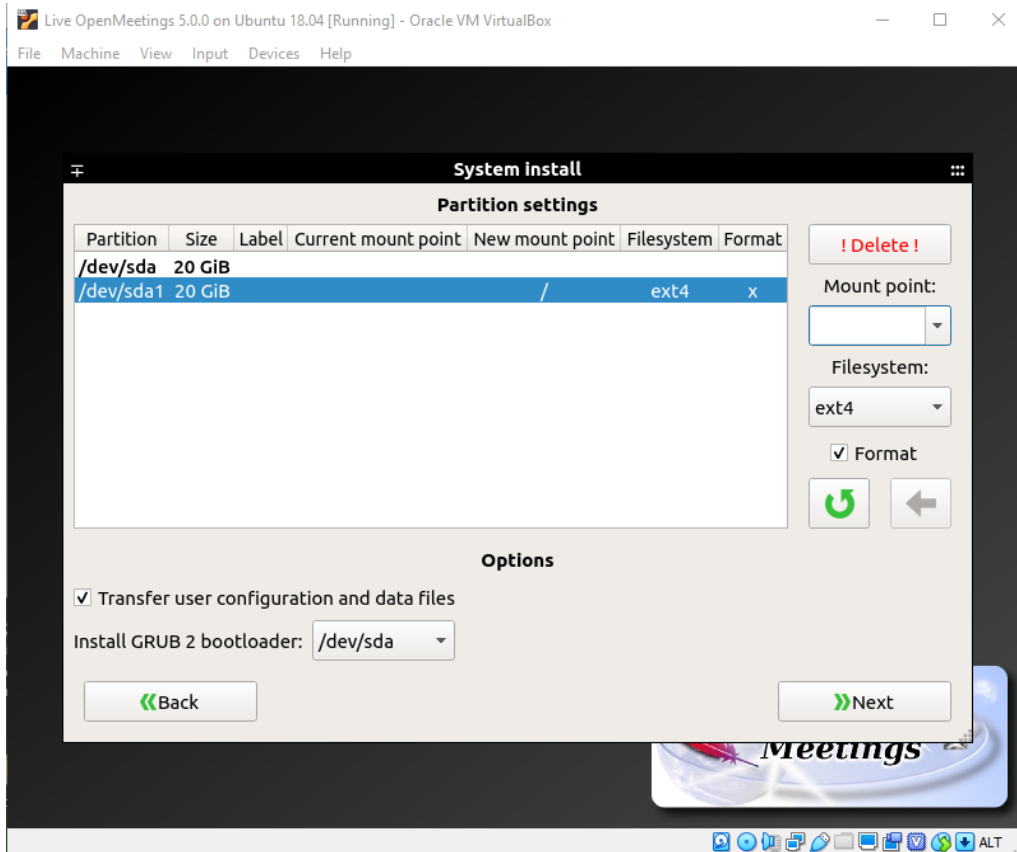 Live OpenMeetings 5.0.0 on Ubuntu 18.04 [Running] - Oracle VM VirtualBox
File Machine View Input Devices Help
System install
Partition settings
Partition Size Label Current mount point New mount point Filesystem Format
/dev/sda 20 GiB
/dev/sda1 20 GiB / ext4 x
! Delete !
Mount point:
Filesystem:
ext4
Format
Options
Transfer user configuration and data files
Install GRUB 2 bootloader: /dev/sda
Back
Next
Meetings
ALT